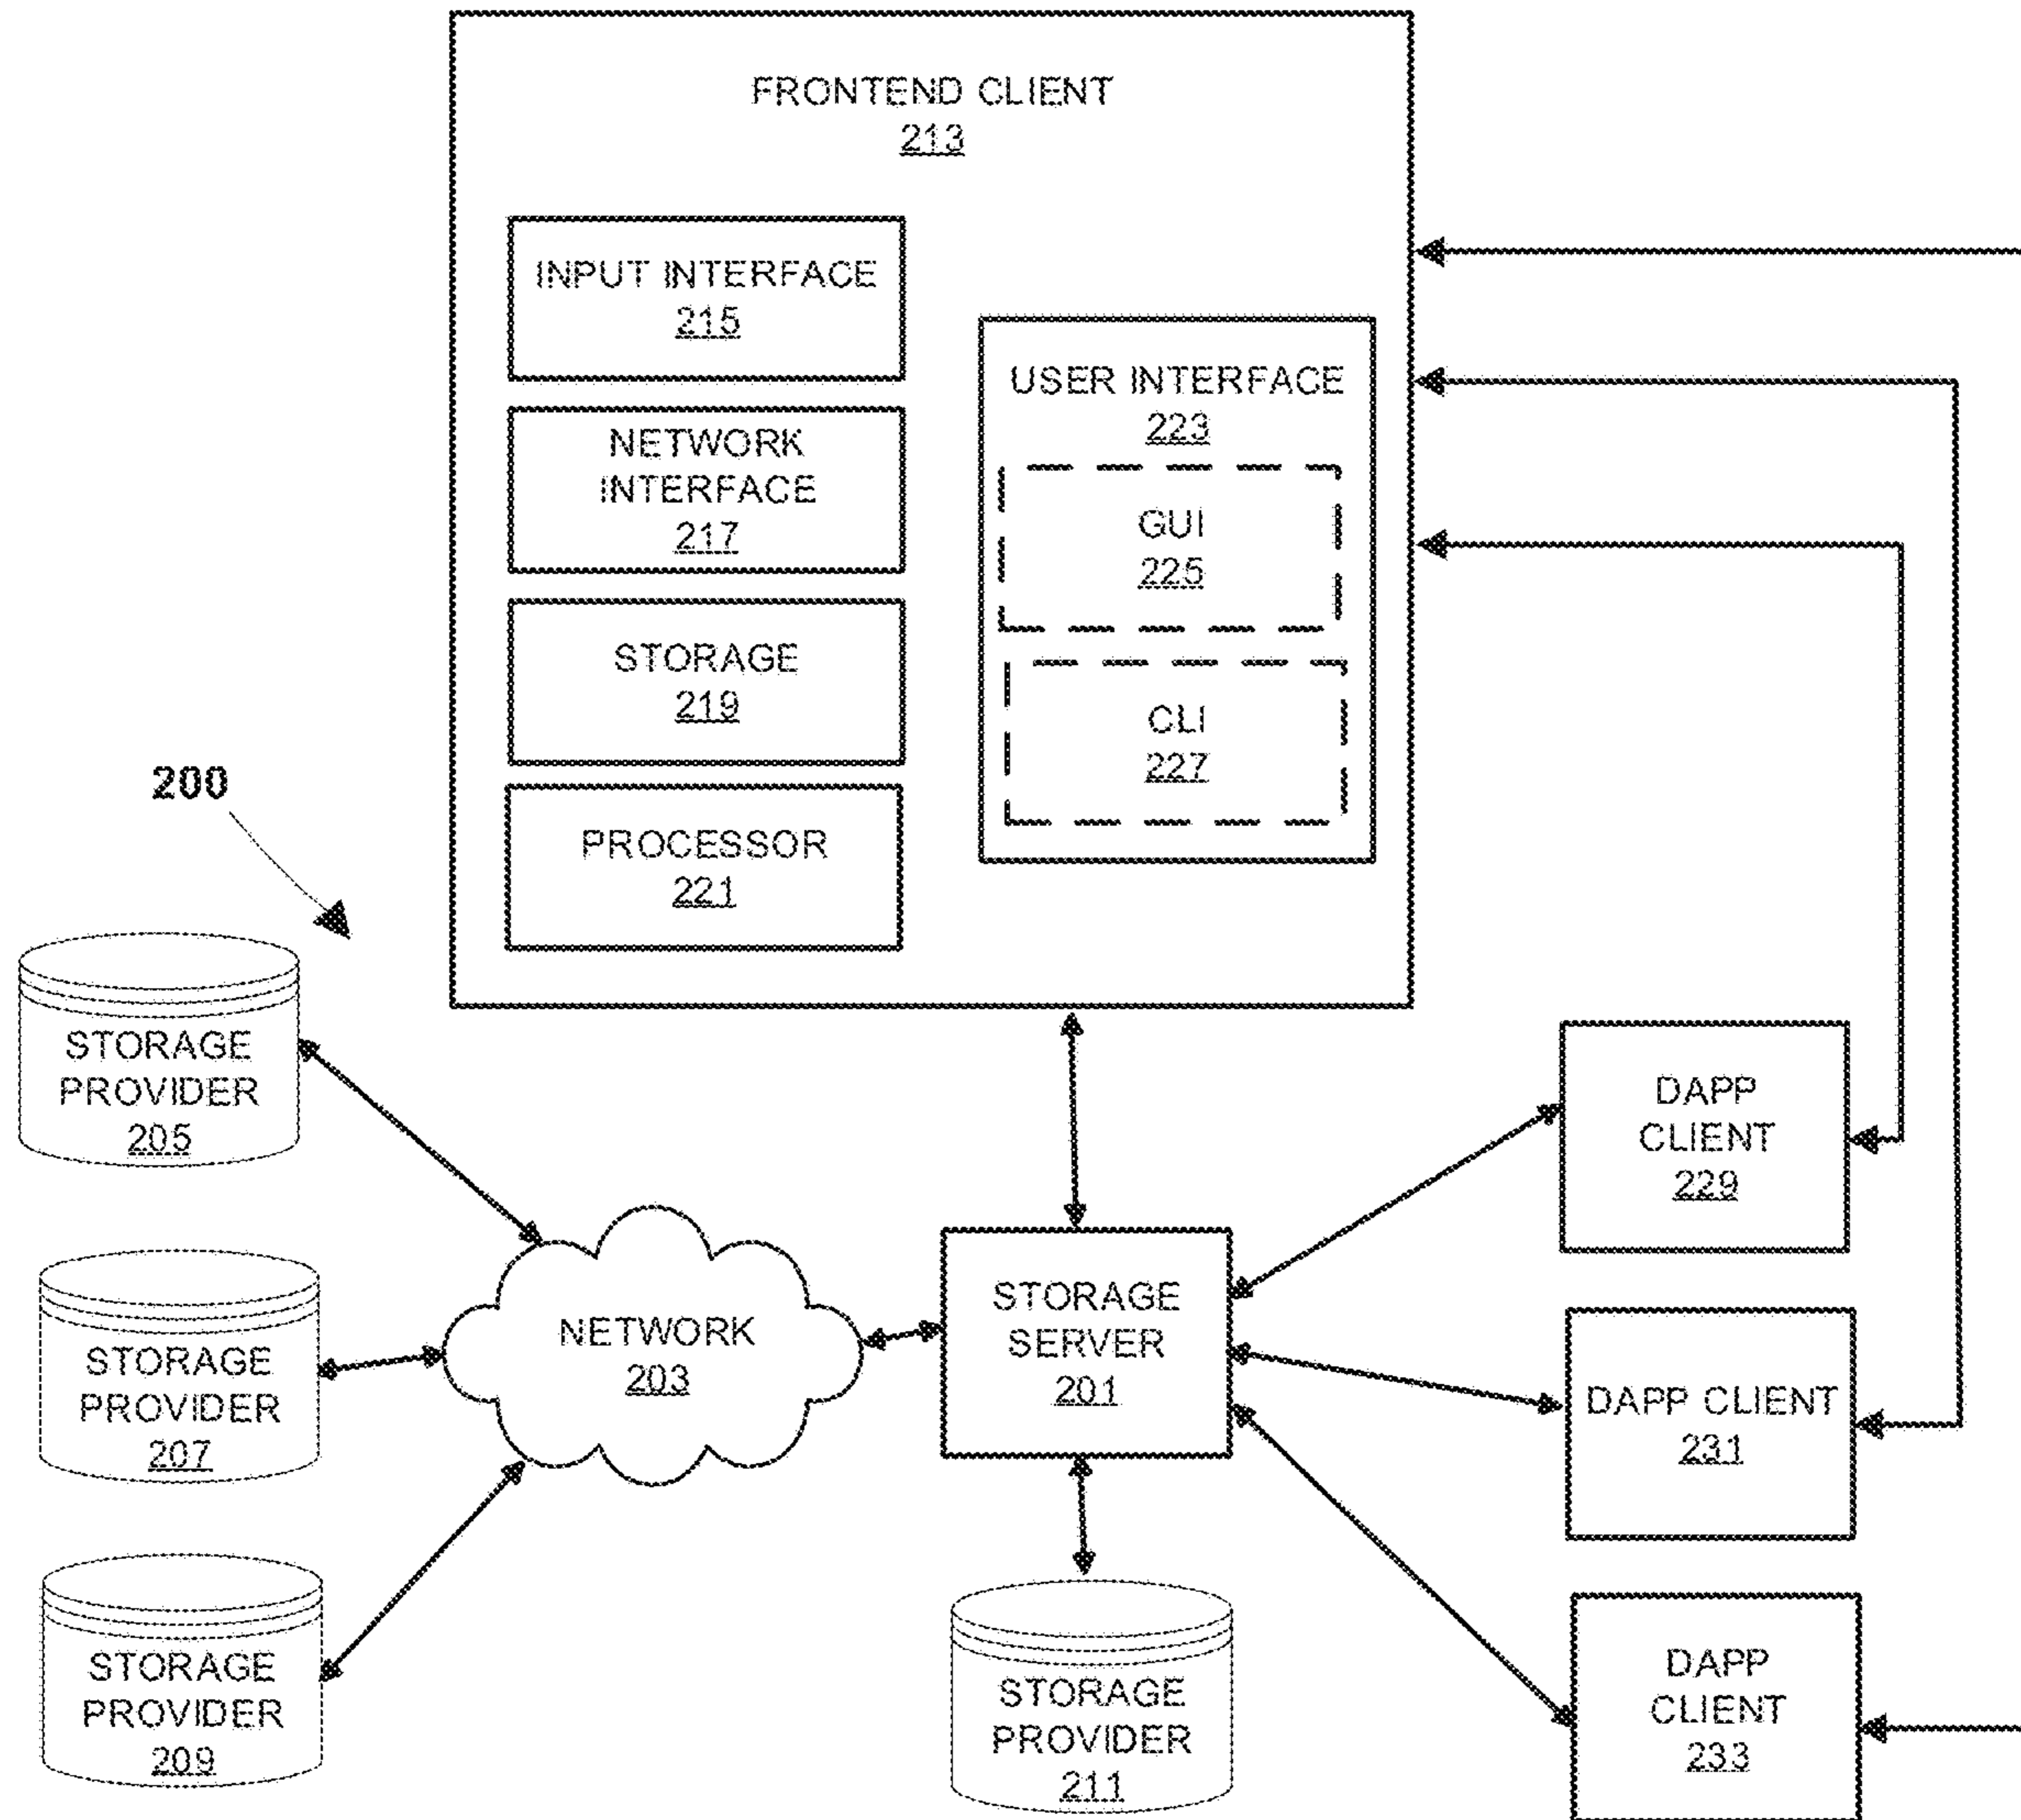 FRONTEND CLIENT
213
INPUT INTERFACE
215
NETWORK
INTERFACE
217
STORAGE
219
PROCESSOR
221
USER INTERFACE
223
GUI
225
CLI
227
200
STORAGE
PROVIDER
205
STORAGE
PROVIDER
207
STORAGE
PROVIDER
209
NETWORK
203
STORAGE
SERVER
201
STORAGE
PROVIDER
211
DAPP
CLIENT
229
DAPP CLIENT
231
DAPP
CLIENT
233